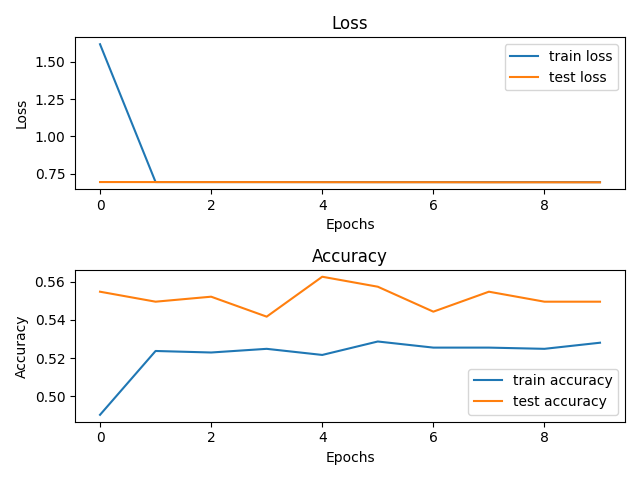 Loss
1.50
1.25
1.00
0.75
Loss
train loss
test loss
0 2 4 6 8
Epochs
Accuracy
0.56
0.54
0.52
0.50
Accuracy
train accuracy
test accuracy
0 2 4 6 8
Epochs